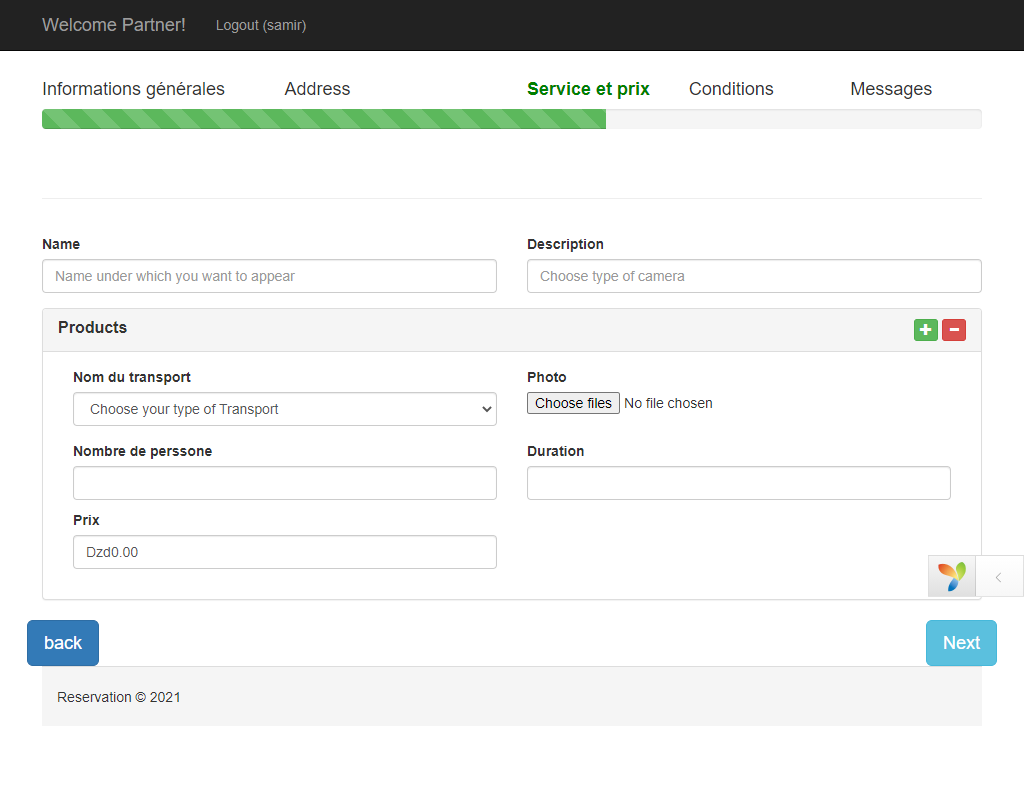 Welcome Partner! Logout (samir)
Informations générales Address Service et prix Conditions Messages
Name Description
Name under which you want to appear Choose type of camera
Products
Nom du transport Photo
Choose your type of Transport Choose files No file chosen
Nombre de perssone Duration
Prix
Dzd0.00
back Next
Reservation © 2021